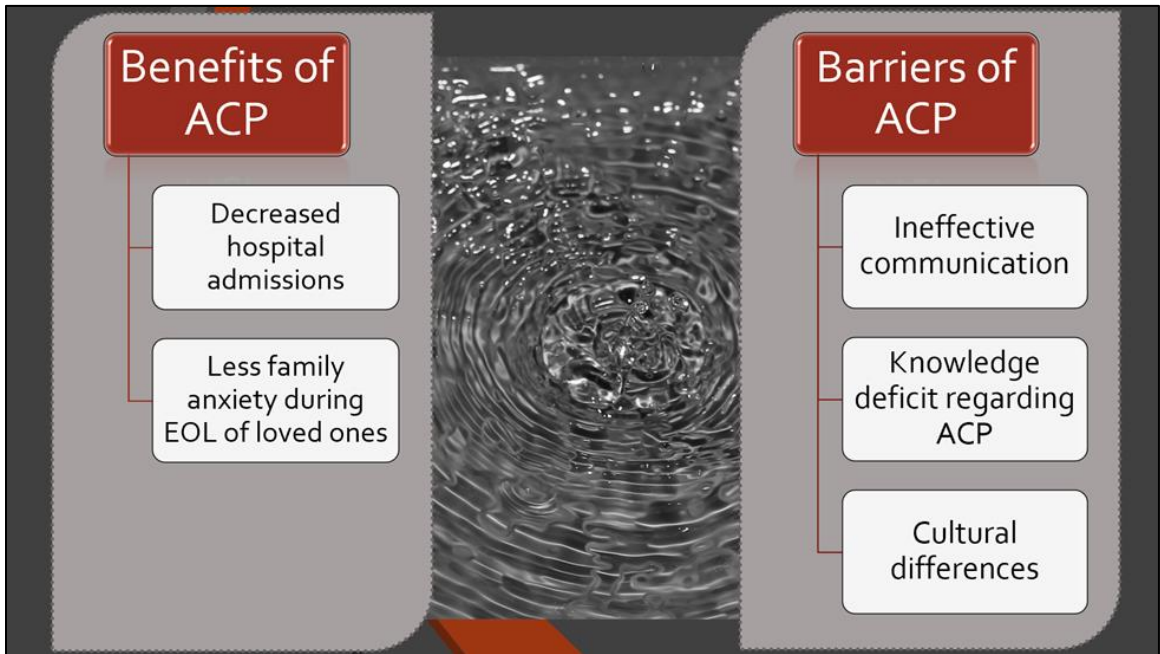 Benefits of
ACP
Decreased
hospital
admissions
Less family
anxiety during
EOL of loved ones
Barriers of
ACP
Ineffective
communication
Knowledge
deficit regarding
ACP
Cultural
differences